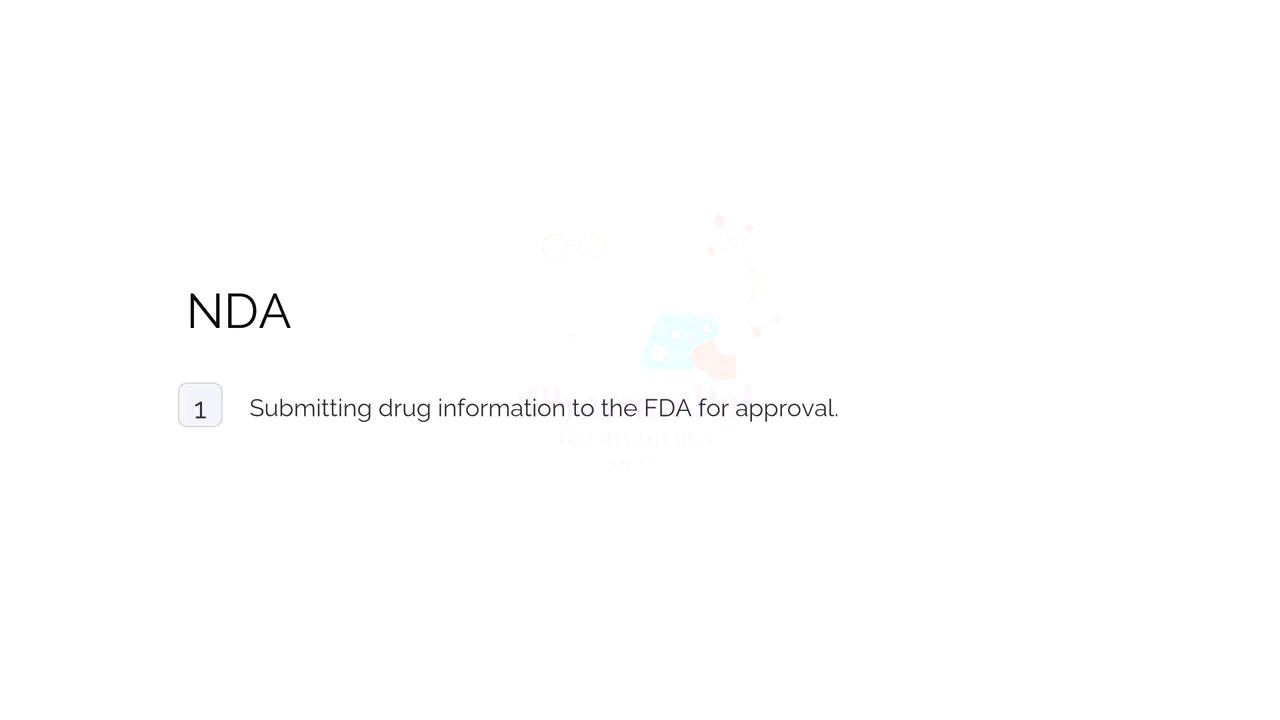 NDA
1 Submitting drug information to the FDA for approval.